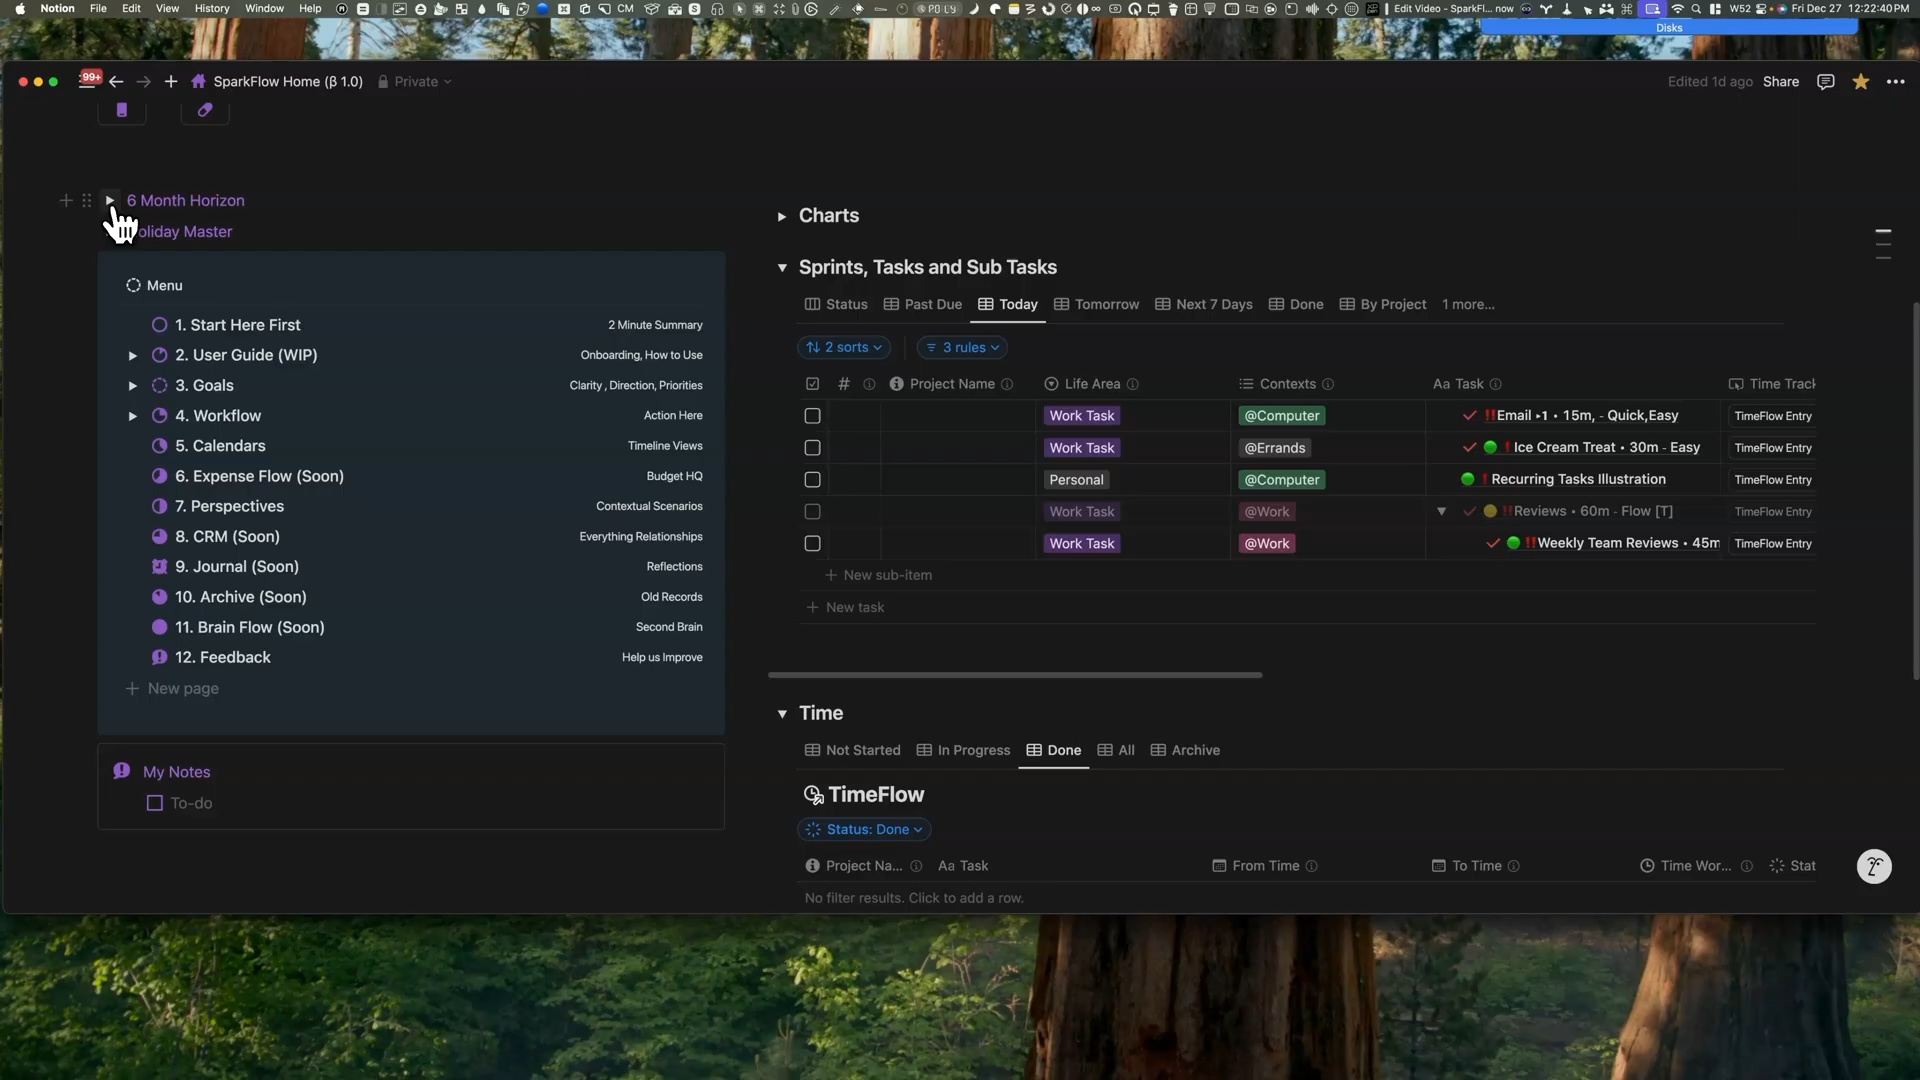 Notion File Edit View History Window Help CM Edit Video - SparkFl... now W52 Fri Dec 27 12:22:40 PM
Disks
99+ SparkFlow Home (β 1.0) Private Edited 1d ago Share
6 Month Horizon
oliday Master
Menu
1. Start Here First 2 Minute Summary
2. User Guide (WIP) Onboarding, How to Use
3. Goals Clarity , Direction, Priorities
4. Workflow Action Here
5. Calendars Timeline Views
6. Expense Flow (Soon) Budget HQ
7. Perspectives Contextual Scenarios
8. CRM (Soon) Everything Relationships
9. Journal (Soon) Reflections
10. Archive (Soon) Old Records
11. Brain Flow (Soon) Second Brain
12. Feedback Help us Improve
+ New page
My Notes
To-do
Charts
Sprints, Tasks and Sub Tasks
Status Past Due Today Tomorrow Next 7 Days Done By Project 1 more...
2 sorts 3 rules
# Project Name Life Area Contexts Aa Task Time Track
Work Task @Computer ‼Email ▸1 • 15m, - Quick,Easy TimeFlow Entry
Work Task @Errands ! Ice Cream Treat • 30m - Easy TimeFlow Entry
Personal @Computer ! Recurring Tasks Illustration TimeFlow Entry
Work Task @Work ‼Reviews • 60m - Flow [T] TimeFlow Entry
Work Task @Work ‼Weekly Team Reviews • 45m TimeFlow Entry
+ New sub-item
+ New task
Time
Not Started In Progress Done All Archive
TimeFlow
Status: Done
Project Na... Aa Task From Time To Time Time Wor... Stat
No filter results. Click to add a row.